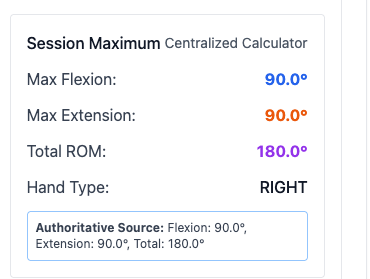 Session Maximum Centralized Calculator
Max Flexion: 90.0°
Max Extension: 90.0°
Total ROM: 180.0°
Hand Type: RIGHT
Authoritative Source: Flexion: 90.0°,
Extension: 90.0°, Total: 180.0°